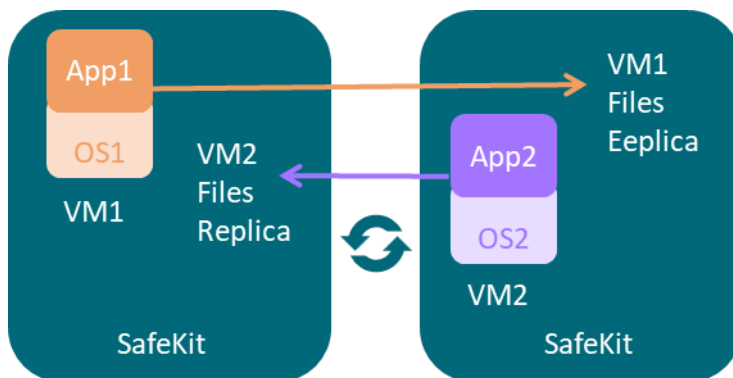 App1
OS1
VM1
VM2
Files
Replica
SafeKit
VM1
Files
Eeplica
App2
OS2
VM2
SafeKit